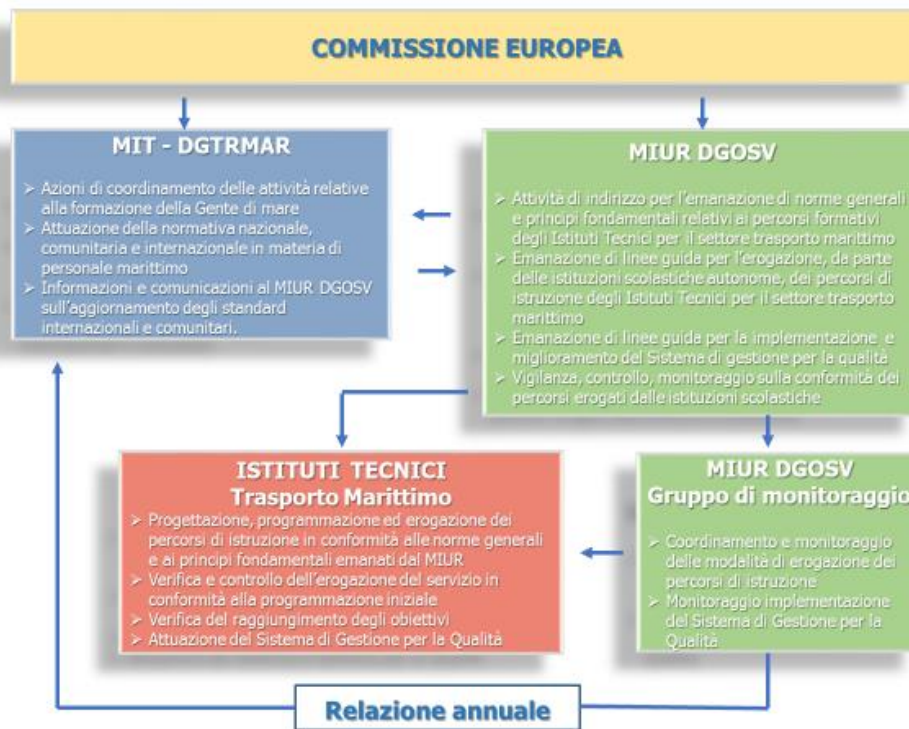 COMMISSIONE EUROPEA
MIT - DGTRMAR
➢ Azioni di coordinamento delle attività relative
alla formazione della Gente di mare
➢ Attuazione della normativa nazionale,
comunitaria e internazionale in materia di
personale marittimo
➢ Informazioni e comunicazioni al MIUR DGOSV
sull'aggiornamento degli standard
internazionali e comunitari.
MIUR DGOSV
➢ Attività di indirizzo per l'emanazione di norme generali
e principi fondamentali relativi ai percorsi formativi
degli Istituti Tecnici per il settore trasporto marittimo
➢ Emanazione di linee guida per l'erogazione, da parte
delle istituzioni scolastiche autonome, dei percorsi di
istruzione degli Istituti Tecnici per il settore trasporto
marittimo
➢ Emanazione di linee guida per la implementazione e
miglioramento del Sistema di gestione per la qualità
➢ Vigilanza, controllo, monitoraggio sulla conformità dei
percorsi erogati dalle istituzioni scolastiche
ISTITUTI TECNICI
Trasporto Marittimo
➢ Progettazione, programmazione ed erogazione dei
percorsi di istruzione in conformità alle norme generali
e ai principi fondamentali emanati dal MIUR
➢ Verifica e controllo dell'erogazione del servizio in
conformità alla programmazione iniziale
➢ Verifica del raggiungimento degli obiettivi
➢ Attuazione del Sistema di Gestione per la Qualità
MIUR DGOSV
Gruppo di monitoraggio
➢ Coordinamento e monitoraggio
delle modalità di erogazione dei
percorsi di istruzione
➢ Monitoraggio implementazione
del Sistema di Gestione per la
Qualità
Relazione annuale